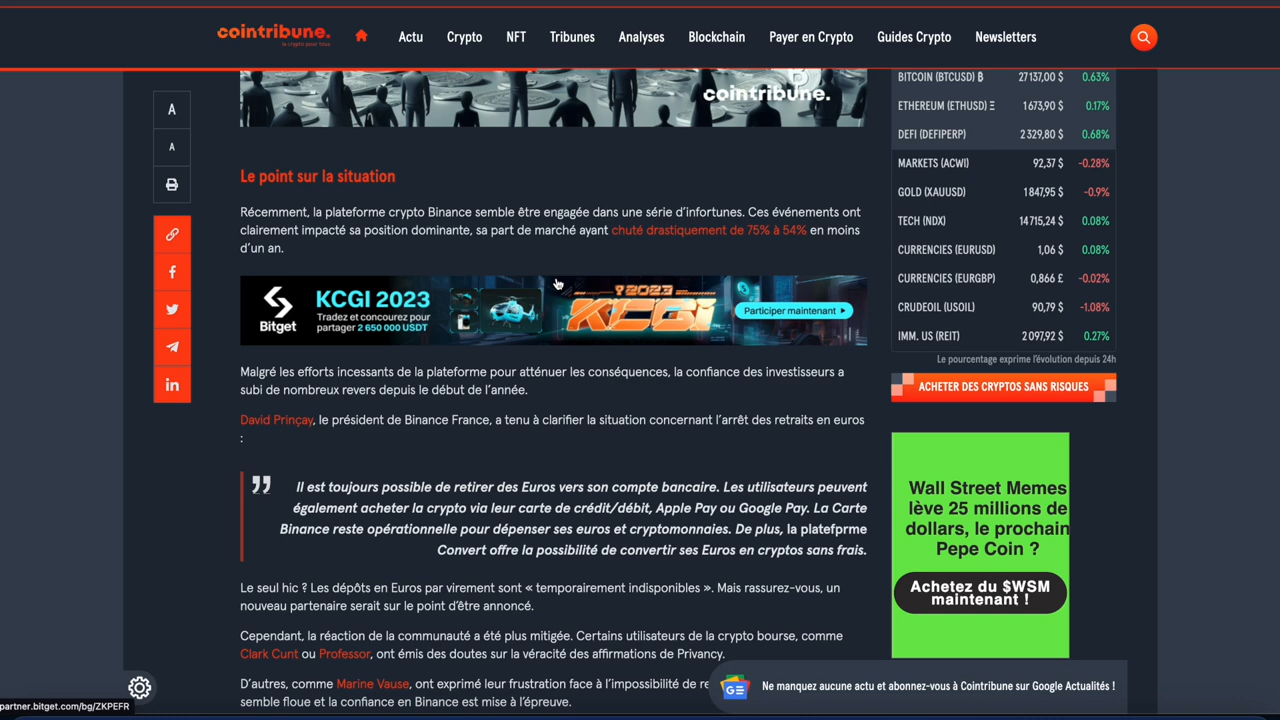 cointribune.
la crypto pour tous
Actu
Crypto
NFT
Tribunes
Analyses
Blockchain
Payer en Crypto
Guides Crypto
Newsletters
A
A
cointribune.
Le point sur la situation
Récemment, la plateforme crypto Binance semble être engagée dans une série d'infortunes. Ces événements ont
clairement impacté sa position dominante, sa part de marché ayant chuté drastiquement de 75% à 54% en moins
d'un an.
Bitget
KCGI 2023
Tradez et concourez pour
partager 2 650 000 USDT
2023
KCGI
Participer maintenant
Malgré les efforts incessants de la plateforme pour atténuer les conséquences, la confiance des investisseurs a
subi de nombreux revers depuis le début de l'année.
David Prinçay, le président de Binance France, a tenu à clarifier la situation concernant l'arrêt des retraits en euros
:
Il est toujours possible de retirer des Euros vers son compte bancaire. Les utilisateurs peuvent
également acheter la crypto via leur carte de crédit/débit, Apple Pay ou Google Pay. La Carte
Binance reste opérationnelle pour dépenser ses euros et cryptomonnaies. De plus, la platefprme
Convert offre la possibilité de convertir ses Euros en cryptos sans frais.
Le seul hic ? Les dépôts en Euros par virement sont « temporairement indisponibles ». Mais rassurez-vous, un
nouveau partenaire serait sur le point d'être annoncé.
Cependant, la réaction de la communauté a été plus mitigée. Certains utilisateurs de la crypto bourse, comme
Clark Cunt ou Professor, ont émis des doutes sur la véracité des affirmations de Privancy.
D'autres, comme Marine Vause, ont exprimé leur frustration face à l'impossibilité de re
semble floue et la confiance en Binance est mise à l'épreuve.
BITCOIN (BTCUSD) ₿ 27 137,00 $ 0.63%
ETHEREUM (ETHUSD) Ξ 1 673,90 $ 0.17%
DEFI (DEFIPERP) 2 329,80 $ 0.68%
MARKETS (ACWI) 92,37 $ -0.28%
GOLD (XAUUSD) 1 847,95 $ -0.9%
TECH (NDX) 14 715,24 $ 0.08%
CURRENCIES (EURUSD) 1,06 $ 0.08%
CURRENCIES (EURGBP) 0,866 £ -0.02%
CRUDEOIL (USOIL) 90,79 $ -1.08%
IMM. US (REIT) 2 097,92 $ 0.27%
Le pourcentage exprime l'évolution depuis 24h
ACHETER DES CRYPTOS SANS RISQUES
Wall Street Memes
lève 25 millions de
dollars, le prochain
Pepe Coin ?
Achetez du $WSM
maintenant !
GE
Ne manquez aucune actu et abonnez-vous à Cointribune sur Google Actualités !
partner.bitget.com/bg/ZKPEFR